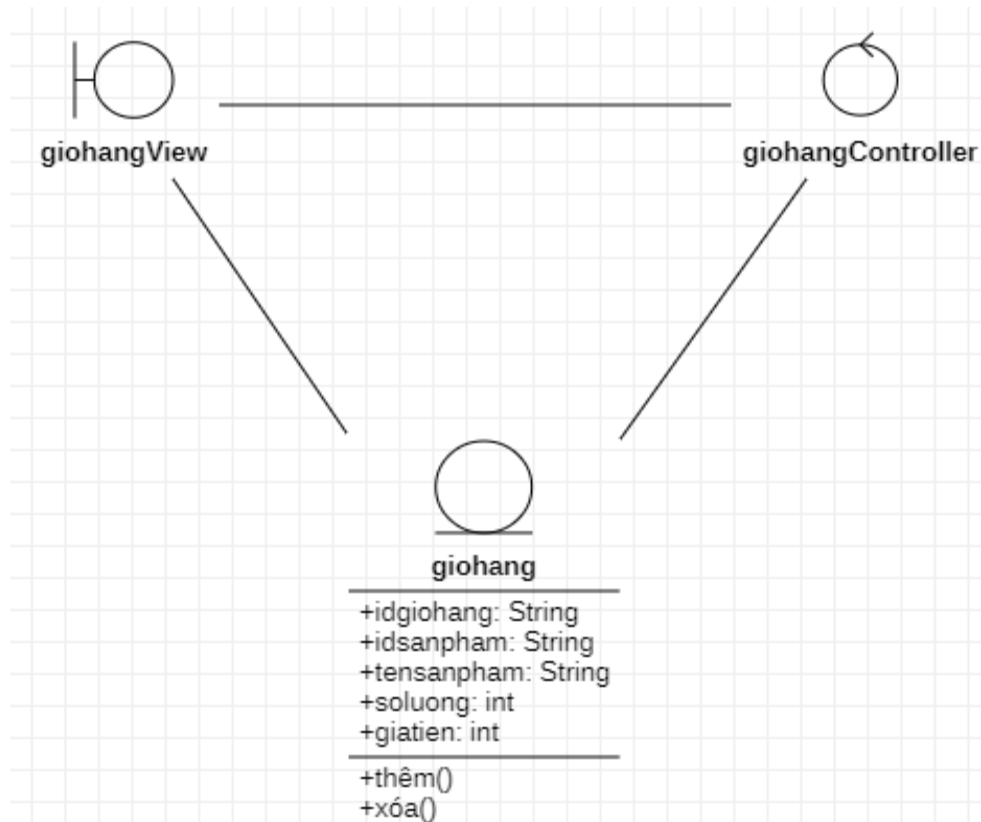 giohangView
giohangController
giohang
+idgiohang: String
+idsanpham: String
+tensanpham: String
+soluong: int
+giatien: int
+thêm()
+xóa()